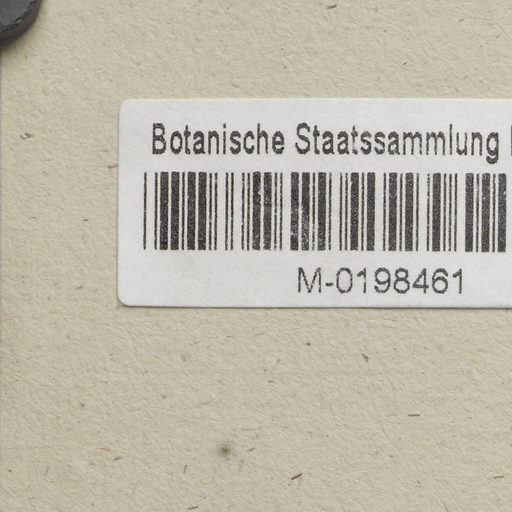 Botanische Staatssammlung
M-0198461